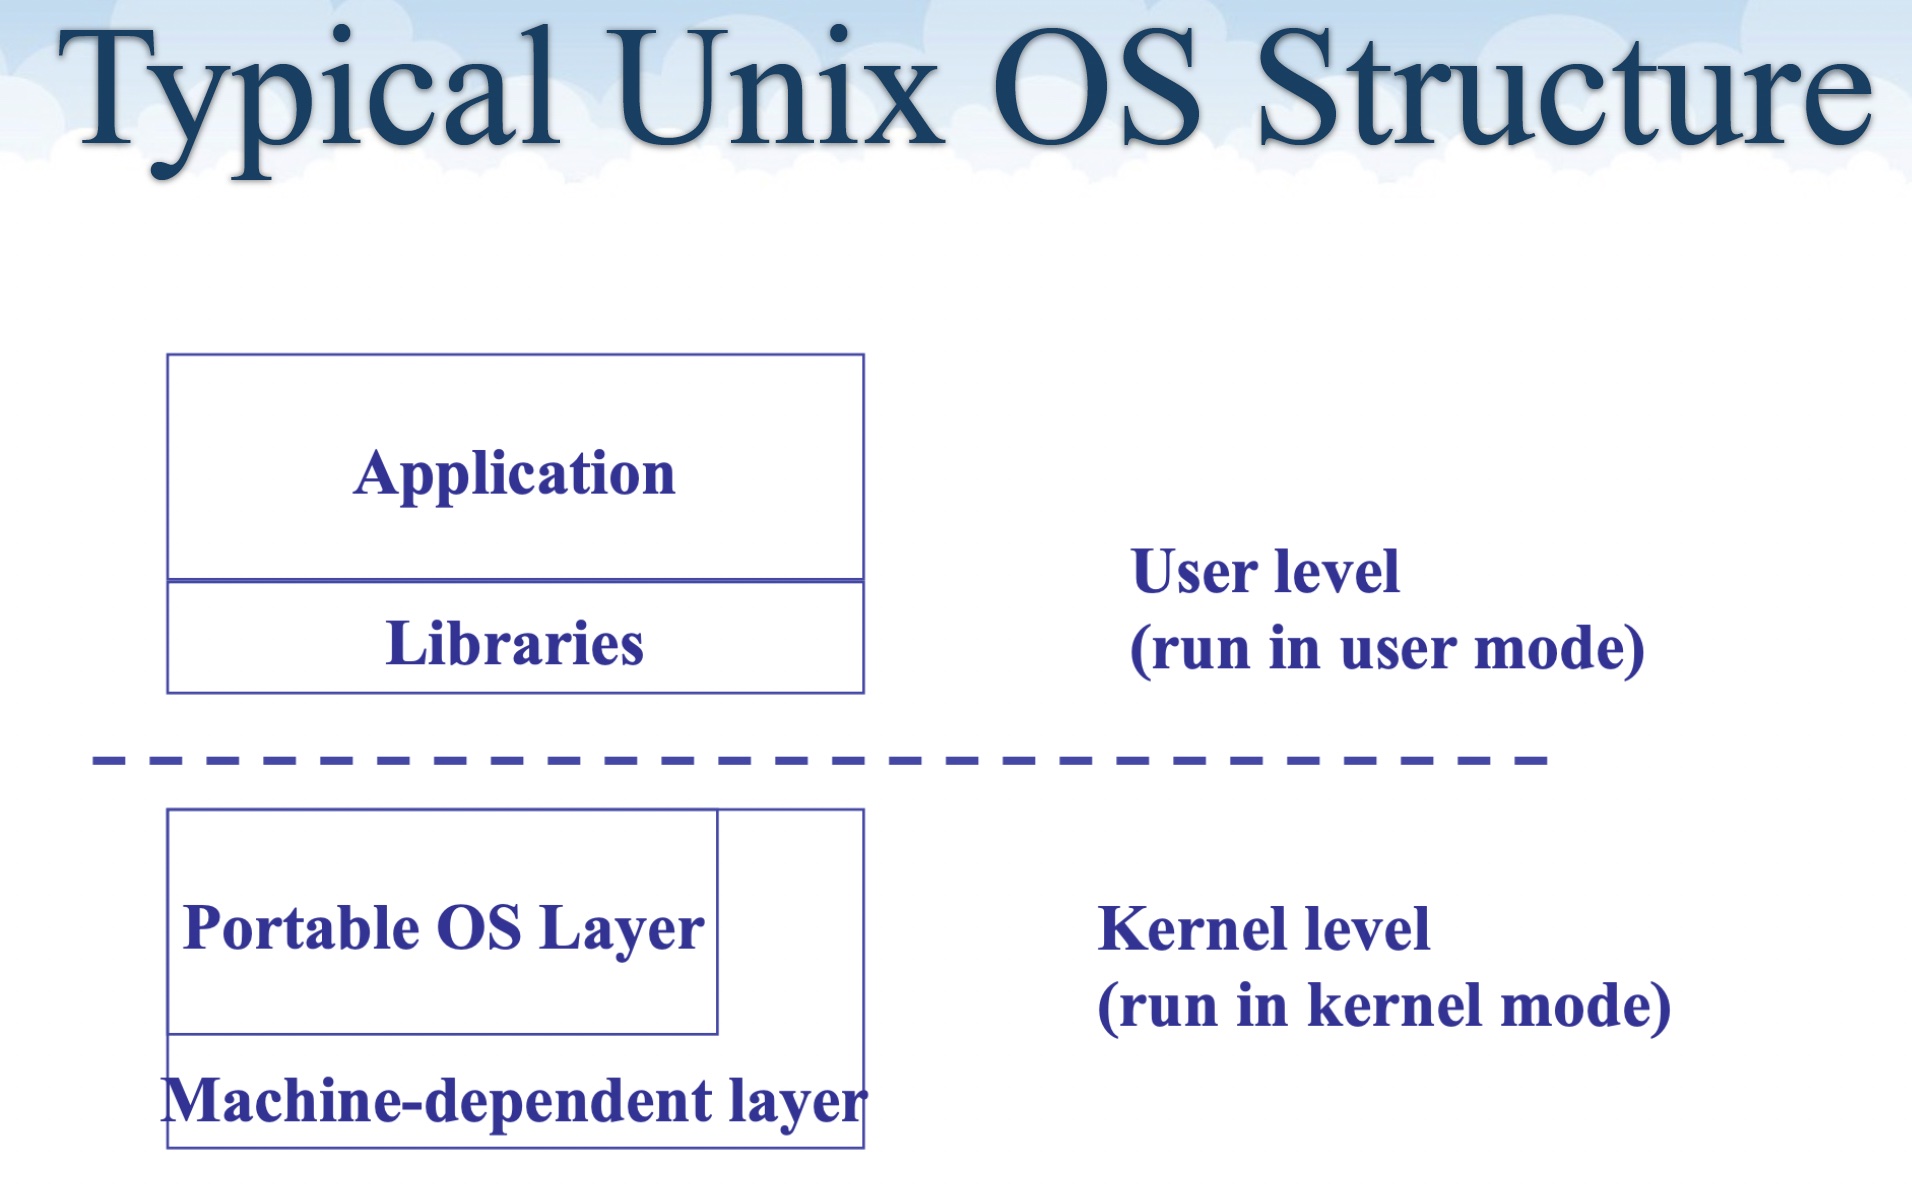 Typical Unix OS Structure
Application
Libraries
User level
(run in user mode)
Portable OS Layer
Machine-dependent layer
Kernel level
(run in kernel mode)